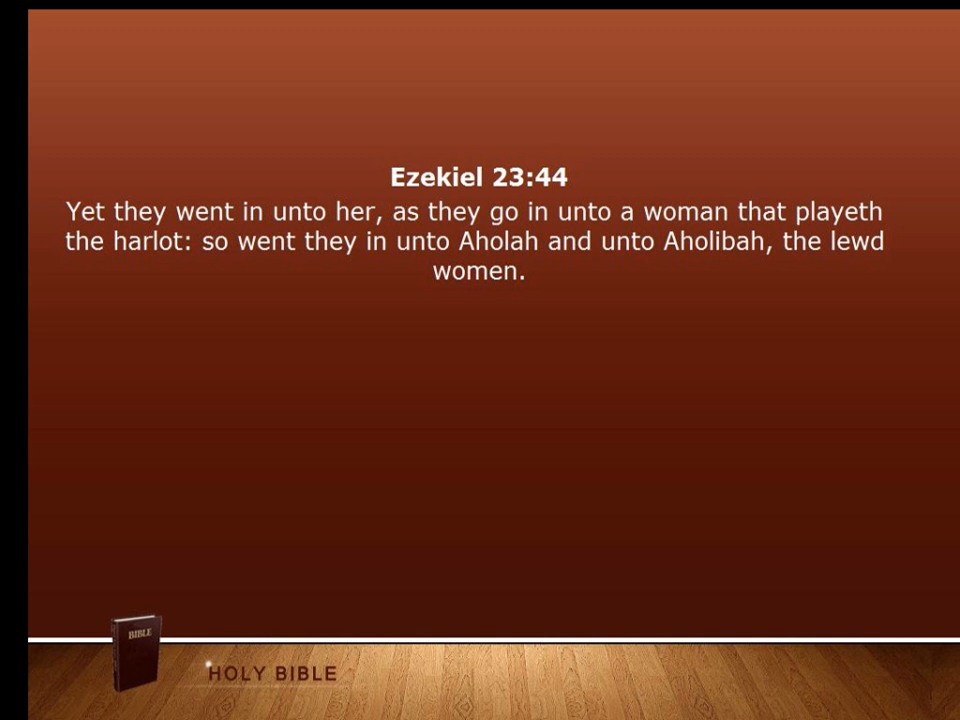 Ezekiel 23:44
Yet they went in unto her, as they go in unto a woman that playeth
the harlot: so went they in unto Aholah and unto Aholibah, the lewd
women.
BIBLE
HOLY BIBLE